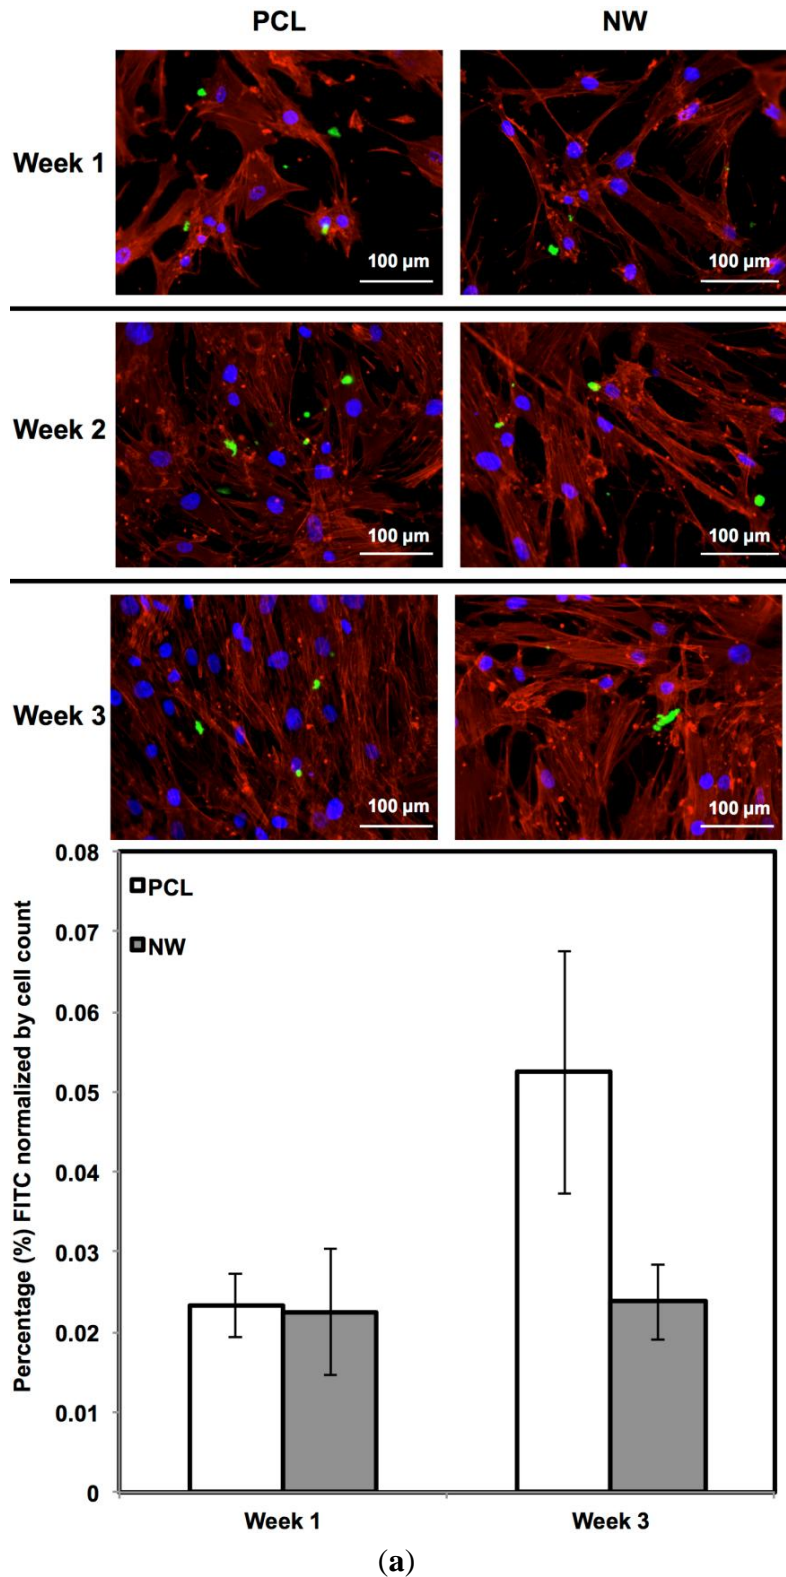 PCL NW
Week 1
100 µm 100 µm
Week 2
100 µm 100 µm
Week 3
100 µm 100 µm
Percentage (%) FITC normalized by cell count
0.08
0.07
0.06
0.05
0.04
0.03
0.02
0.01
0
PCL
NW
Week 1 Week 3
(a)